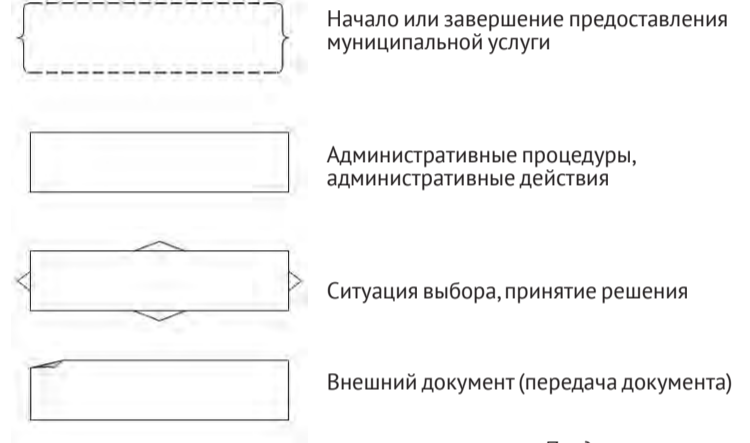 Начало или завершение предоставления
муниципальной услуги
Административные процедуры,
административные действия
Ситуация выбора, принятие решения
Внешний документ (передача документа)